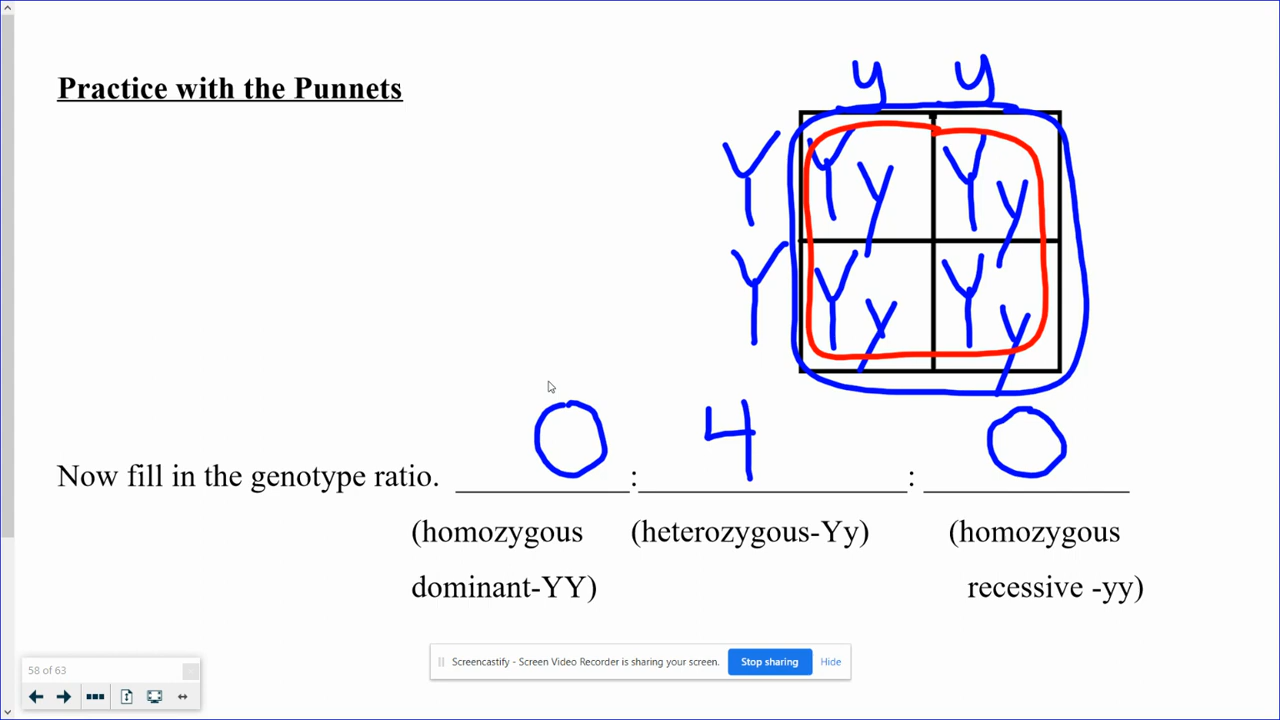 y y
Practice with the Punnets
Y Yy Yy
Y Yy Yy
0 4 0
Now fill in the genotype ratio. ____________:__________________:______________
(homozygous (heterozygous-Yy) (homozygous
dominant-YY) recessive -yy)
Screencastify - Screen Video Recorder is sharing your screen. Stop sharing Hide
58 of 63